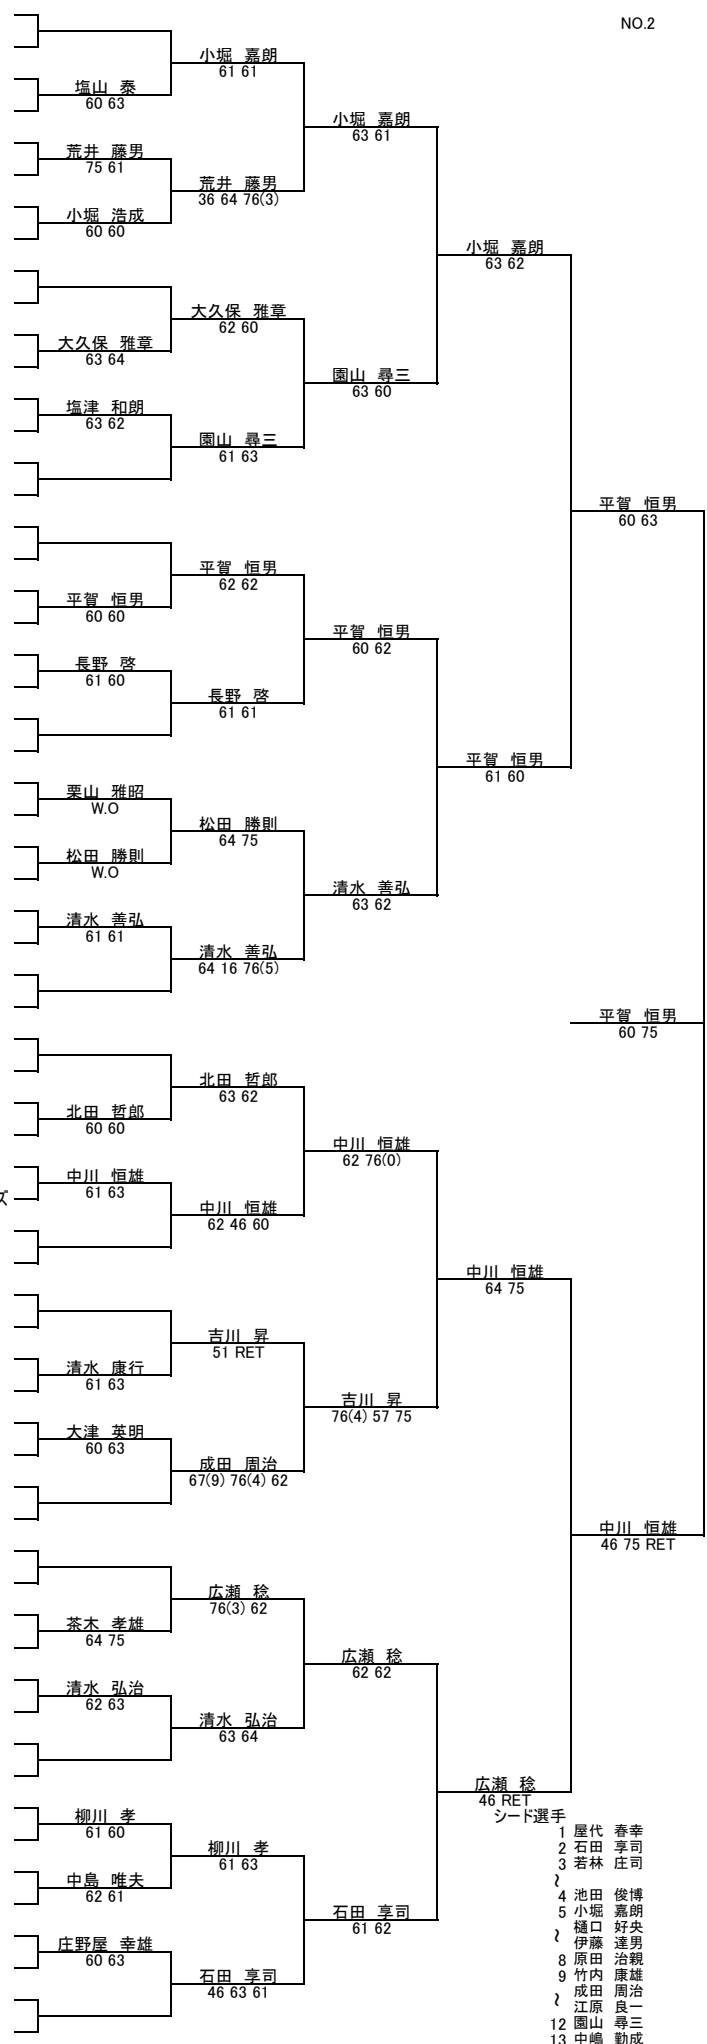 NO.2
小堀 嘉朗
61 61
塩山 泰
60 63
小堀 嘉朗
63 61
荒井 藤男
75 61
荒井 藤男
36 64 76(3)
小堀 浩成
60 60
小堀 嘉朗
63 62
大久保 雅章
62 60
大久保 雅章
63 64
園山 尋三
63 60
塩津 和朗
63 62
園山 尋三
61 63
平賀 恒男
60 63
平賀 恒男
62 62
平賀 恒男
60 60
平賀 恒男
60 62
長野 啓
61 60
長野 啓
61 61
平賀 恒男
61 60
栗山 雅昭
W.O
松田 勝則
64 75
松田 勝則
W.O
清水 善弘
63 62
清水 善弘
61 61
清水 善弘
64 16 76(5)
平賀 恒男
60 75
北田 哲郎
63 62
北田 哲郎
60 60
中川 恒雄
62 76(0)
中川 恒雄
61 63
ズ
中川 恒雄
62 46 60
中川 恒雄
64 75
吉川 昇
51 RET
清水 康行
61 63
吉川 昇
76(4) 57 75
大津 英明
60 63
成田 周治
67(9) 76(4) 62
中川 恒雄
46 75 RET
広瀬 稔
76(3) 62
茶木 孝雄
64 75
広瀬 稔
62 62
清水 弘治
62 63
清水 弘治
63 64
広瀬 稔
46 RET
柳川 孝
61 60
柳川 孝
61 63
中島 唯夫
62 61
石田 享司
61 62
庄野屋 幸雄
60 63
石田 享司
46 63 61
シード選手
1 屋代 春幸
2 石田 享司
3 若林 庄司
~
4 池田 俊博
5 小堀 嘉朗
樋口 好央
~ 伊藤 達男
8 原田 治親
9 竹内 康雄
成田 周治
~ 江原 良一
12 園山 尋三
13 中嶋 勤成